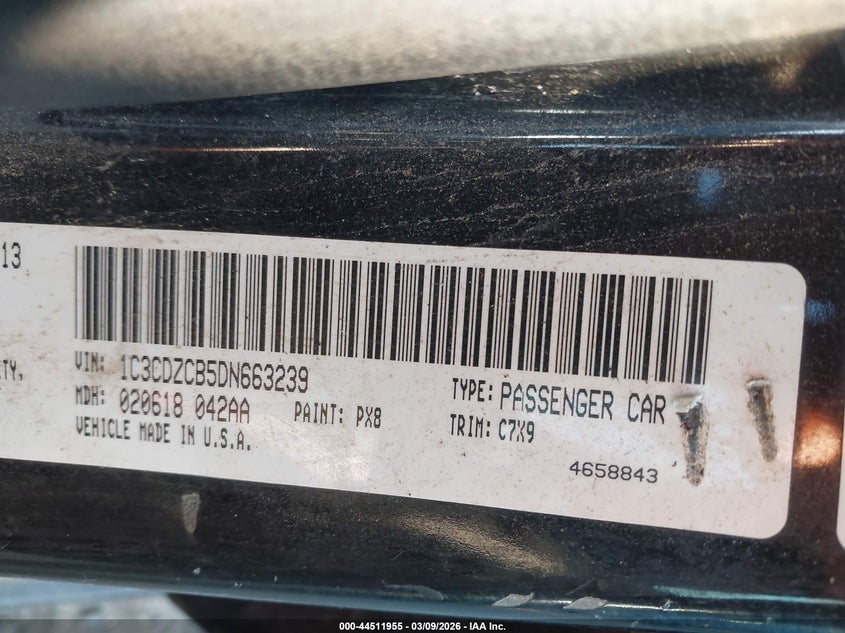 13
ITY,
VIN: 1C3CDZCB5DN663239
TYPE: PASSENGER CAR
MDH: 020618 042AA PAINT: PX8
TRIM: C7X9
VEHICLE MADE IN U.S.A.
4658843
000-44511955 - 03/09/2026 - IAA Inc.